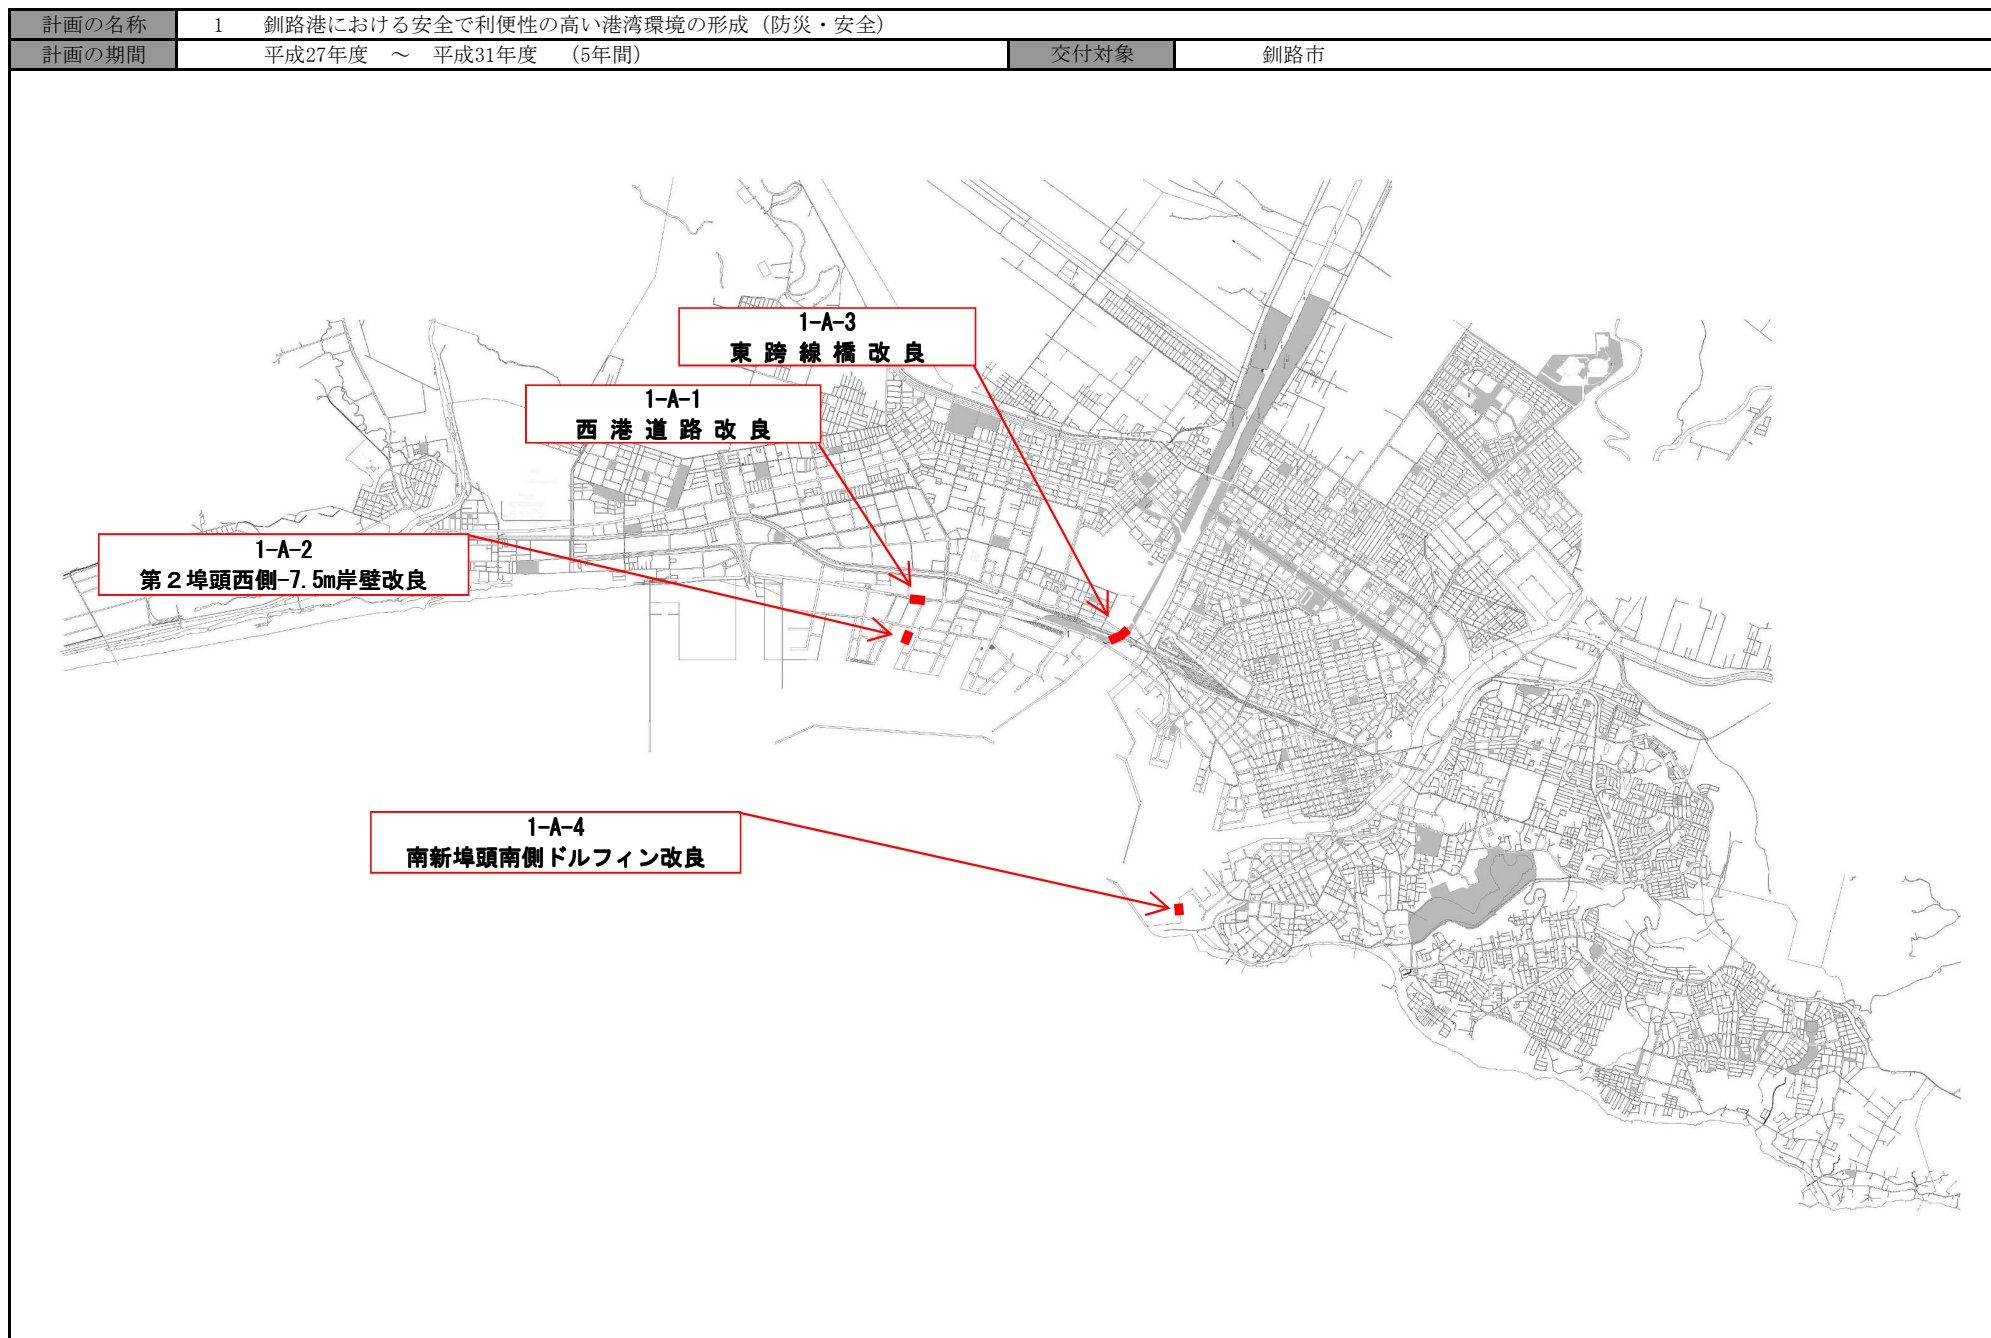 計画の名称 1 釧路港における安全で利便性の高い港湾環境の形成（防災・安全）
計画の期間 平成27年度 ～ 平成31年度 （5年間） 交付対象 釧路市
1-A-3
東跨線橋改良
1-A-1
西港道路改良
1-A-2
第２埠頭西側-7.5m岸壁改良
1-A-4
南新埠頭南側ドルフィン改良